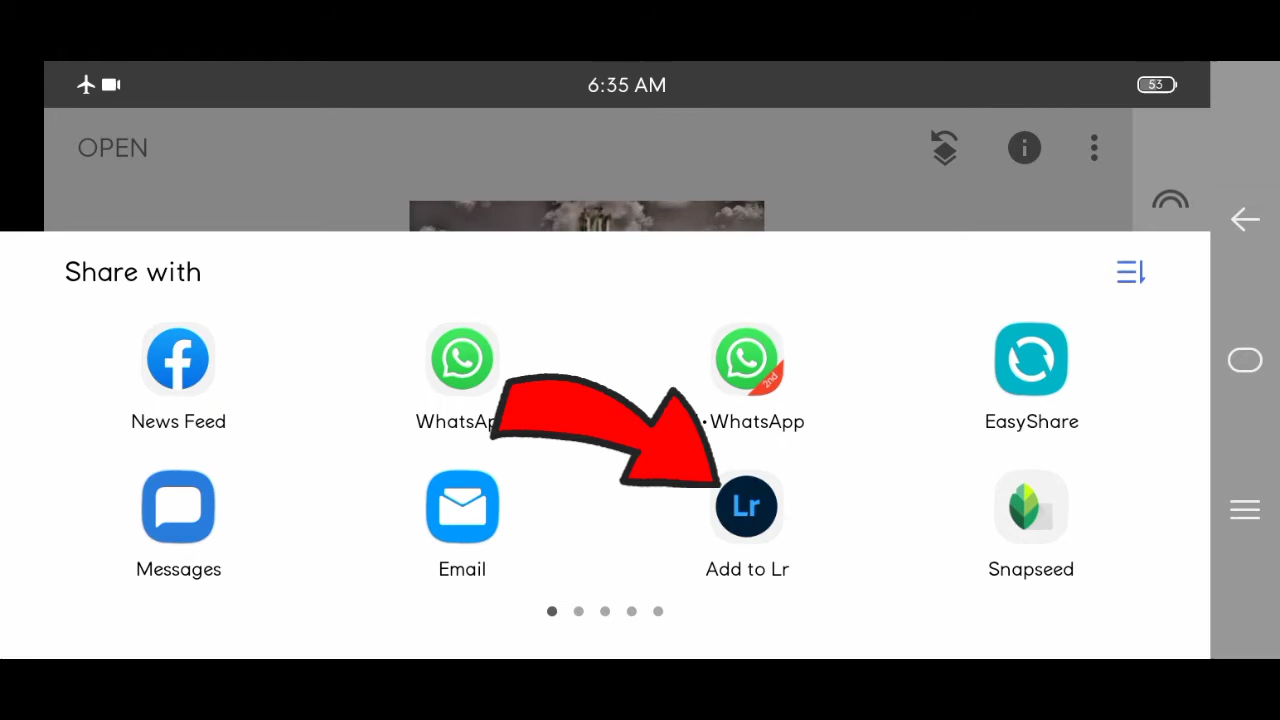 6:35 AM
53
OPEN
Share with
2nd
News Feed
WhatsAp
•WhatsApp
EasyShare
Lr
Messages
Email
Add to Lr
Snapseed